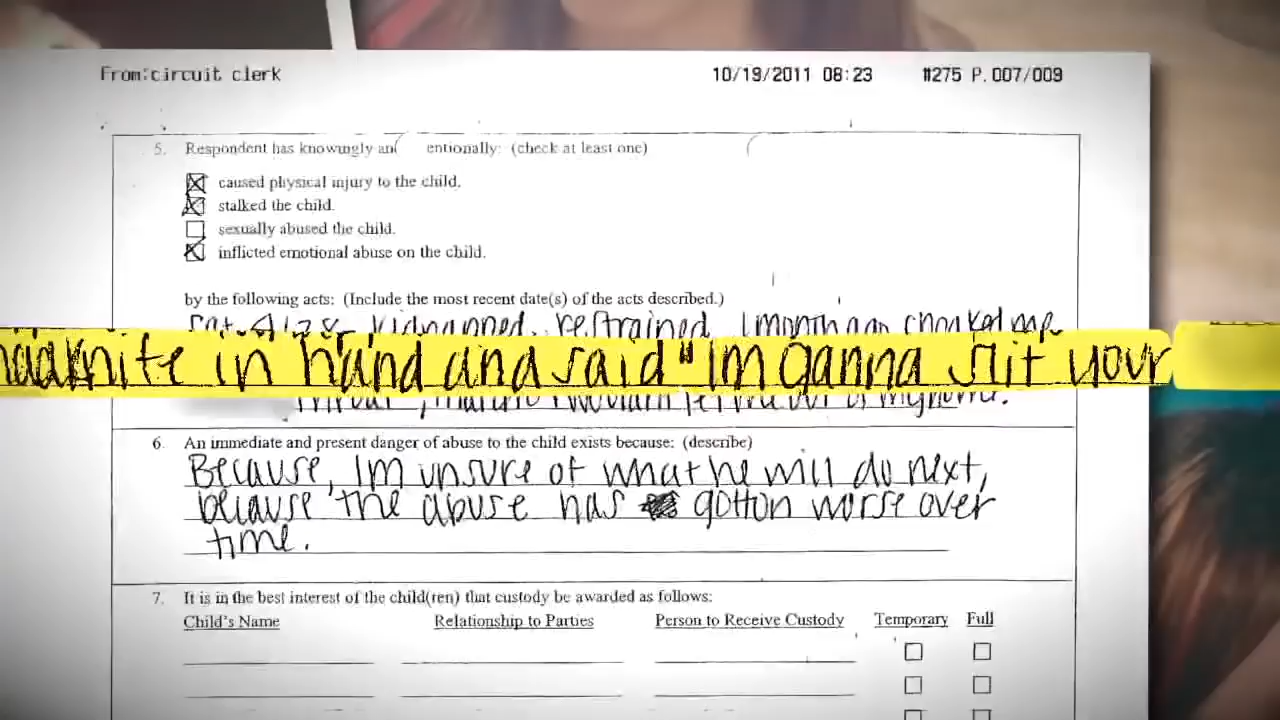 From:circuit clerk 10/19/2011 08:23 #275 P.007/009
5. Respondent has knowingly an entionally: (check at least one)
caused physical injury to the child.
stalked the child.
sexually abused the child.
inflicted emotional abuse on the child.
by the following acts: (Include the most recent date(s) of the acts described.)
kidnapped, restrained, 1 month ago choked me
in hand and said "Im ganna slit your
throat",
6. An immediate and present danger of abuse to the child exists because: (describe)
Because, Im unsure of what he will do next,
because the abuse has gotton worse over
time.
7. It is in the best interest of the child(ren) that custody be awarded as follows:
Child's Name Relationship to Parties Person to Receive Custody Temporary Full